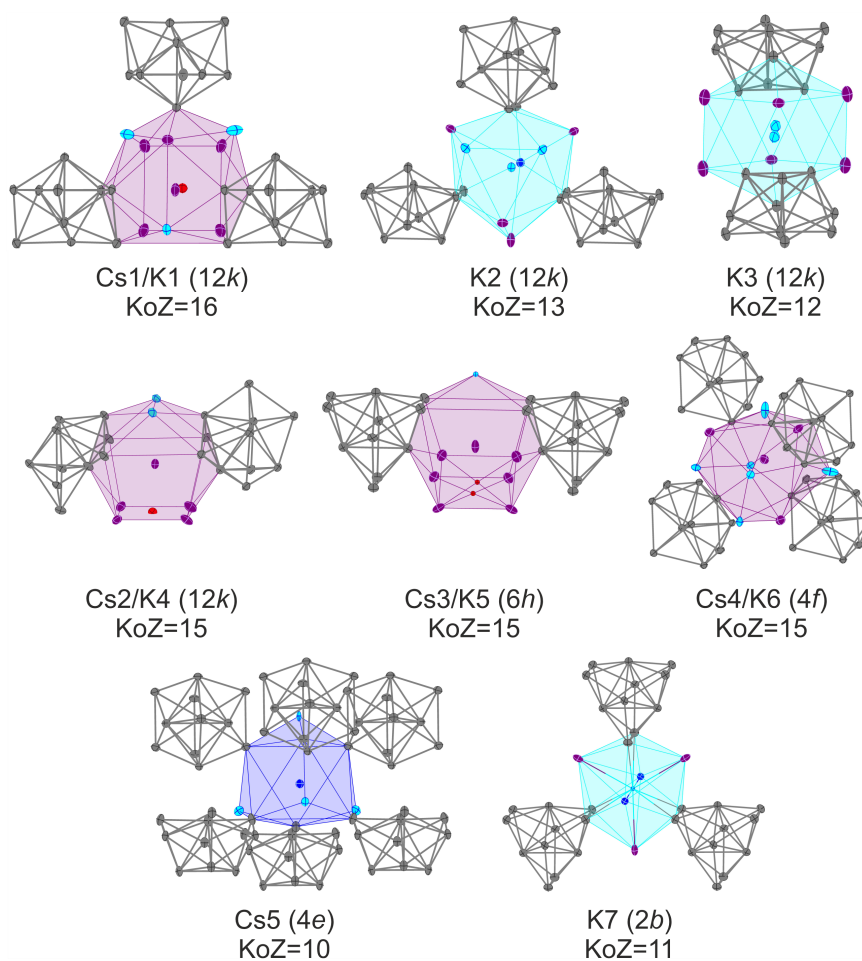 Cs1/K1 (12k)
KoZ=16
K2 (12k)
KoZ=13
K3 (12k)
KoZ=12
Cs2/K4 (12k)
KoZ=15
Cs3/K5 (6h)
KoZ=15
Cs4/K6 (4f)
KoZ=15
Cs5 (4e)
KoZ=10
K7 (2b)
KoZ=11